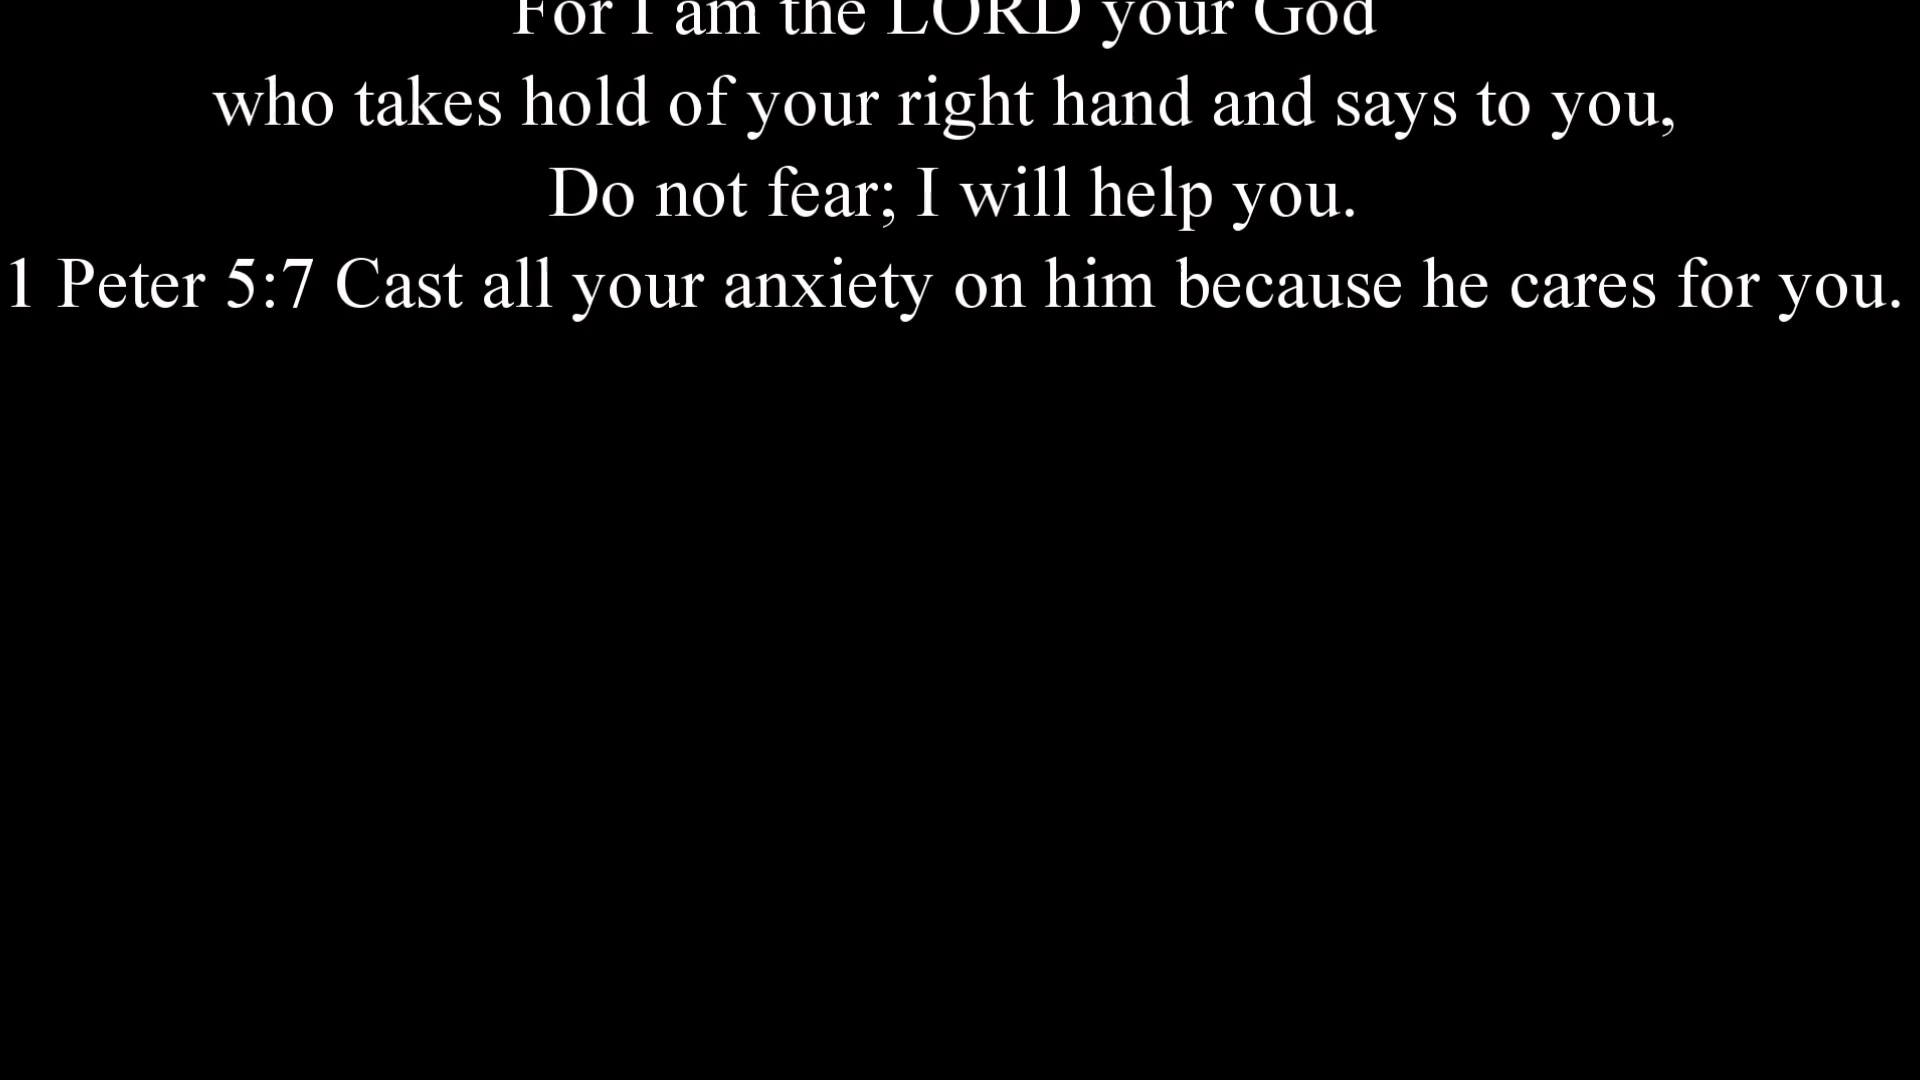 For I am the LORD your God
who takes hold of your right hand and says to you,
Do not fear; I will help you.
1 Peter 5:7 Cast all your anxiety on him because he cares for you.